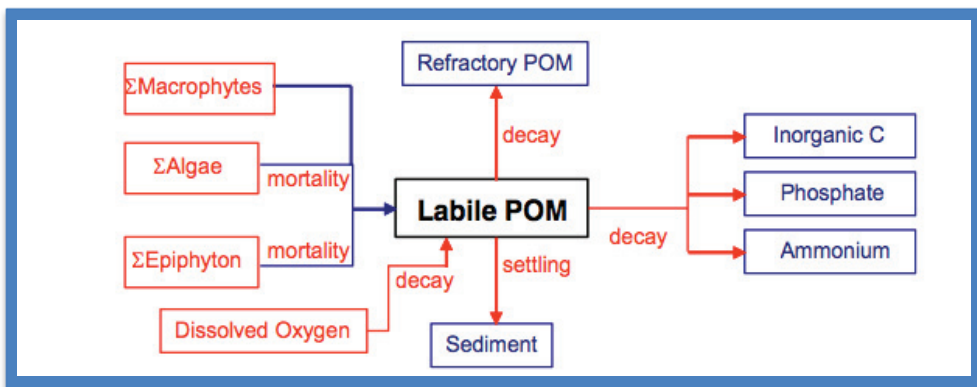 Refractory POM
ΣMacrophytes
decay
Inorganic C
ΣAlgae
mortality
Phosphate
Labile POM
decay
ΣEpiphyton
mortality
Ammonium
decay
settling
Dissolved Oxygen
Sediment